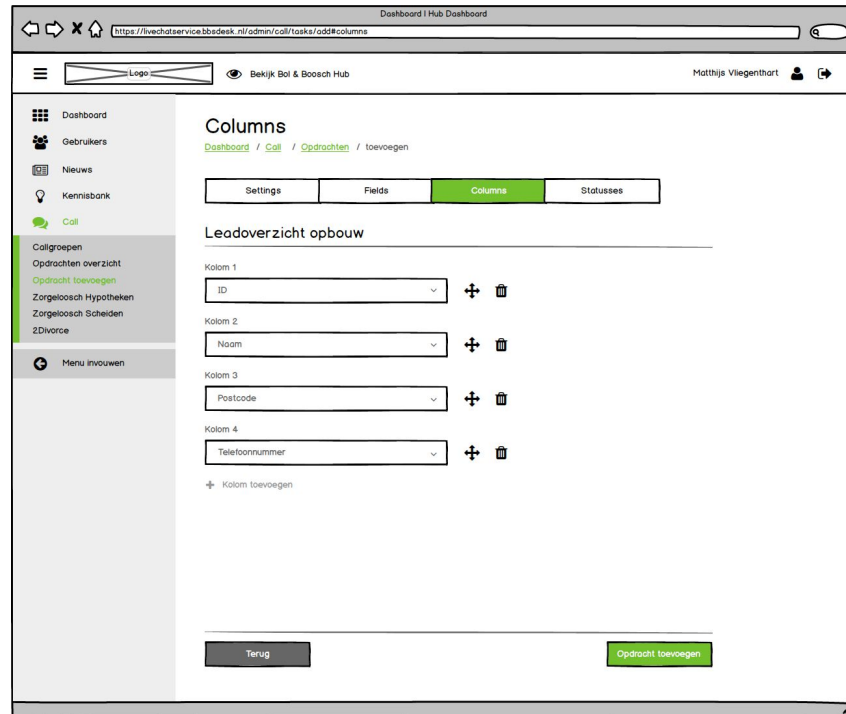 Dashboard | Hub Dashboard
https://livechatservice.bbsdesk.nl/admin/call/tasks/add#columns
Logo
Bekijk Bol & Boosch Hub
Matthijs Vliegenthart
Dashboard
Gebruikers
Nieuws
Kennisbank
Call
Callgroepen
Opdrachten overzicht
Opdracht toevoegen
Zorgeloosch Hypotheken
Zorgeloosch Scheiden
2Divorce
Menu invouwen
Columns
Dashboard / Call / Opdrachten / toevoegen
Settings Fields Columns Statusses
Leadoverzicht opbouw
Kolom 1
ID
Kolom 2
Naam
Kolom 3
Postcode
Kolom 4
Telefoonnummer
Kolom toevoegen
Terug
Opdracht toevoegen